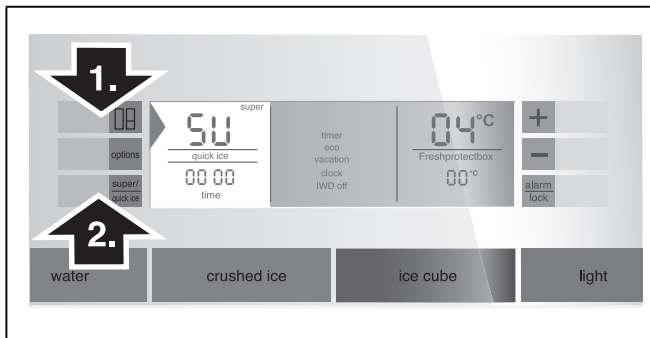 1.
super
SU
04°C
+
options
quick ice
timer
eco
vacation
clock
IWD off
Freshprotectbox
–
super/
quick ice
00 00
time
00°C
alarm
lock
2.
water
crushed ice
ice cube
light